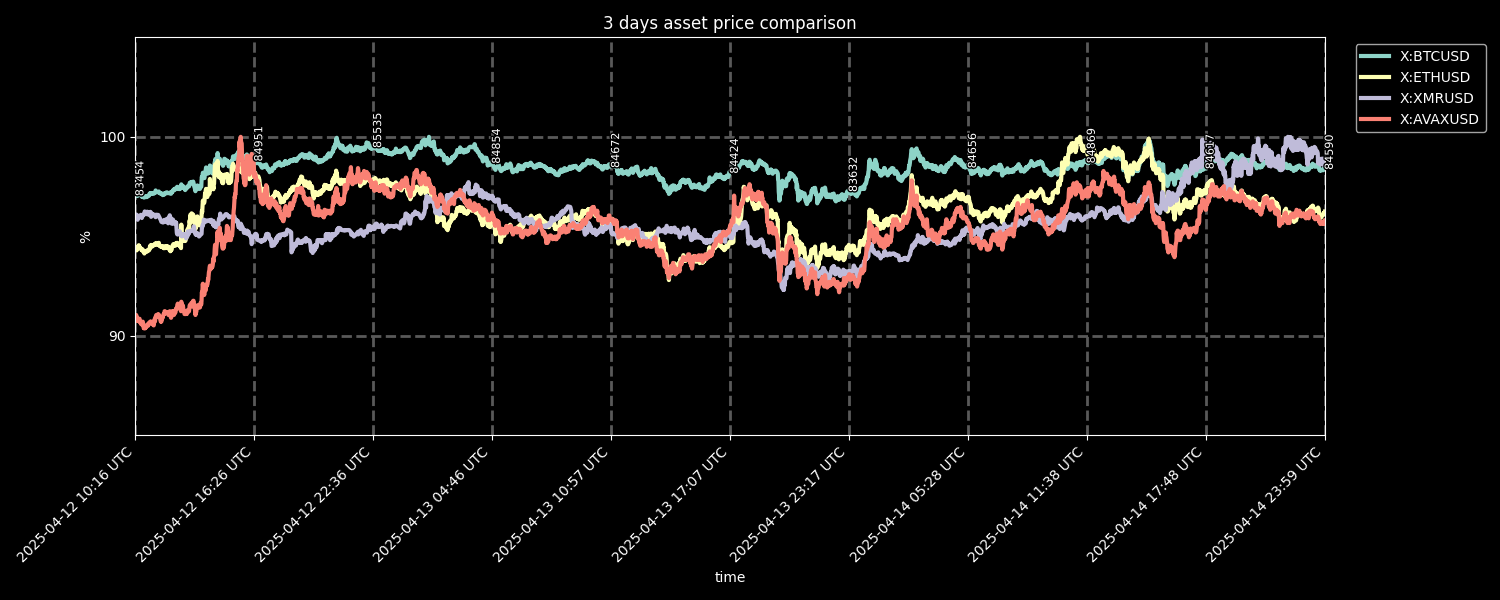 3 days asset price comparison
X:BTCUSD
X:ETHUSD
X:XMRUSD
X:AVAXUSD
100
90
%
83454
84951
85535
84854
84672
84424
83632
84656
84869
84617
84590
2025-04-12 10:16 UTC
2025-04-12 16:26 UTC
2025-04-12 22:36 UTC
2025-04-13 04:46 UTC
2025-04-13 10:57 UTC
2025-04-13 17:07 UTC
2025-04-13 23:17 UTC
2025-04-14 05:28 UTC
2025-04-14 11:38 UTC
2025-04-14 17:48 UTC
2025-04-14 23:59 UTC
time